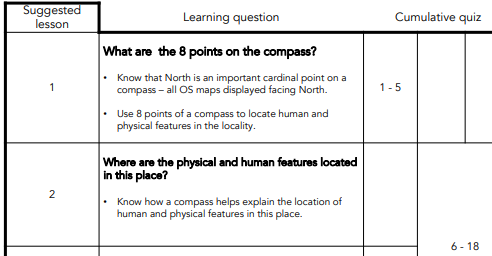 Suggested
lesson
Learning question
Cumulative quiz
1
What are the 8 points on the compass?
• Know that North is an important cardinal point on a
compass – all OS maps displayed facing North.
• Use 8 points of a compass to locate human and
physical features in the locality.
1 - 5
2
Where are the physical and human features located
in this place?
• Know how a compass helps explain the location of
human and physical features in this place.
6 - 18